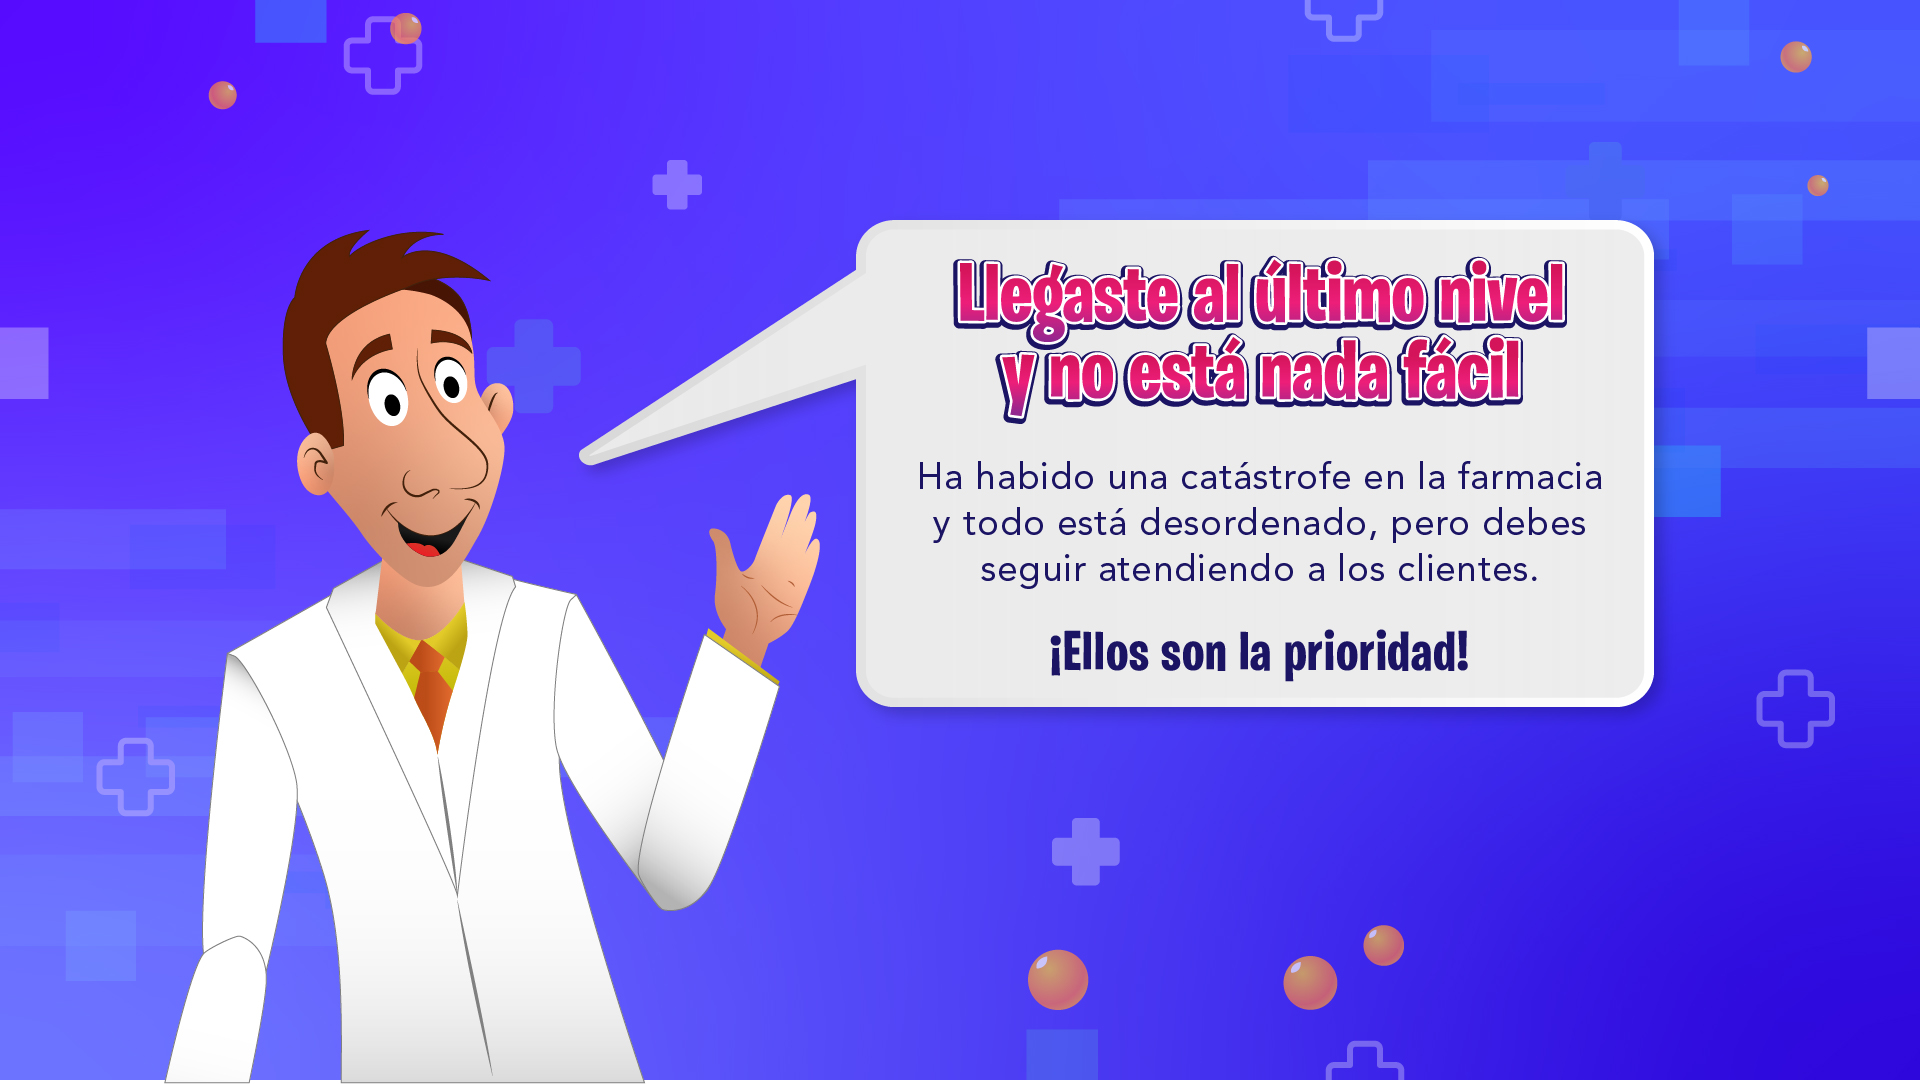 Llegaste al último nivel
y no está nada fácil
Ha habido una catástrofe en la farmacia
y todo está desordenado, pero debes
seguir atendiendo a los clientes.
¡Ellos son la prioridad!